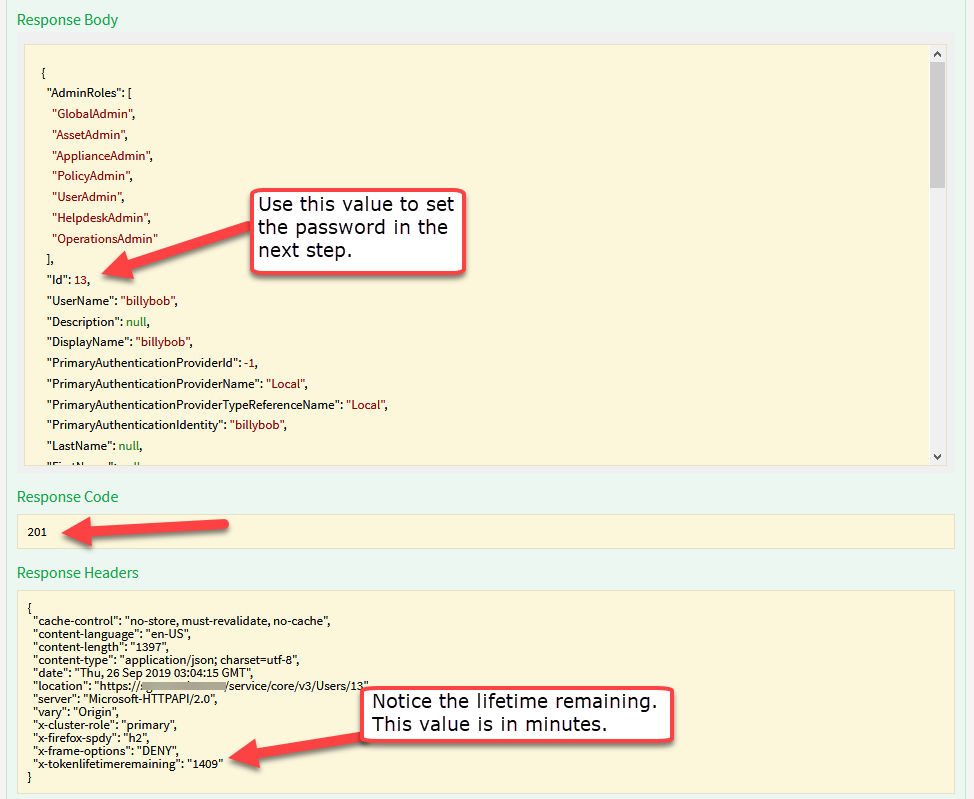 Response Body
{
"AdminRoles": [
"GlobalAdmin",
"AssetAdmin",
"ApplianceAdmin",
"PolicyAdmin",
"UserAdmin",
"HelpdeskAdmin",
"OperationsAdmin"
],
"Id": 13,
"UserName": "billybob",
"Description": null,
"DisplayName": "billybob",
"PrimaryAuthenticationProviderId": -1,
"PrimaryAuthenticationProviderName": "Local",
"PrimaryAuthenticationProviderTypeReferenceName": "Local",
"PrimaryAuthenticationIdentity": "billybob",
"LastName": null,
Use this value to set
the password in the
next step.
Response Code
201
Response Headers
{
"cache-control": "no-store, must-revalidate, no-cache",
"content-language": "en-US",
"content-length": "1397",
"content-type": "application/json; charset=utf-8",
"date": "Thu, 26 Sep 2019 03:04:15 GMT",
"location": "https:// /service/core/v3/Users/13"
"server": "Microsoft-HTTPAPI/2.0",
"vary": "Origin",
"x-cluster-role": "primary",
"x-firefox-spdy": "h2",
"x-frame-options": "DENY",
"x-tokenlifetimeremaining": "1409"
}
Notice the lifetime remaining.
This value is in minutes.